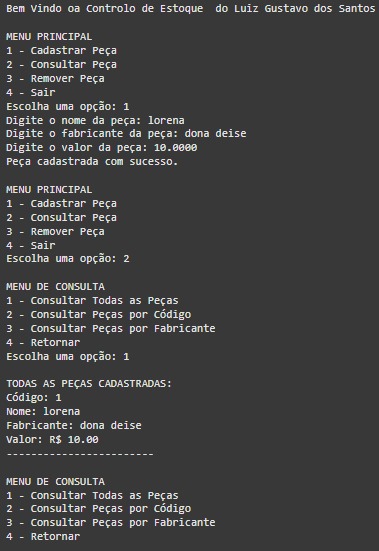 Bem Vindo oa Controlo de Estoque  do Luiz Gustavo dos Santos
MENU PRINCIPAL
1 - Cadastrar Peça
2 - Consultar Peça
3 - Remover Peça
4 - Sair
Escolha uma opção: 1
Digite o nome da peça: lorena
Digite o fabricante da peça: dona deise
Digite o valor da peça: 10.0000
Peça cadastrada com sucesso.
MENU PRINCIPAL
1 - Cadastrar Peça
2 - Consultar Peça
3 - Remover Peça
4 - Sair
Escolha uma opção: 2
MENU DE CONSULTA
1 - Consultar Todas as Peças
2 - Consultar Peças por Código
3 - Consultar Peças por Fabricante
4 - Retornar
Escolha uma opção: 1
TODAS AS PEÇAS CADASTRADAS:
Código: 1
Nome: lorena
Fabricante: dona deise
Valor: R$ 10.00
------------------------
MENU DE CONSULTA
1 - Consultar Todas as Peças
2 - Consultar Peças por Código
3 - Consultar Peças por Fabricante
4 - Retornar